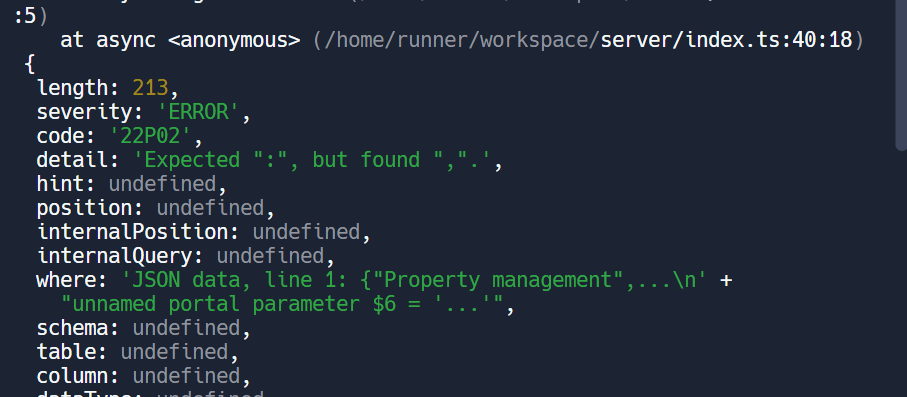 :5)
at async <anonymous> (/home/runner/workspace/server/index.ts:40:18)
{
length: 213,
severity: 'ERROR',
code: '22P02',
detail: 'Expected ":", but found ",".',
hint: undefined,
position: undefined,
internalPosition: undefined,
internalQuery: undefined,
where: 'JSON data, line 1: {"Property management",...\n' +
"unnamed portal parameter $6 = '...'",
schema: undefined,
table: undefined,
column: undefined,
dataType: undefined